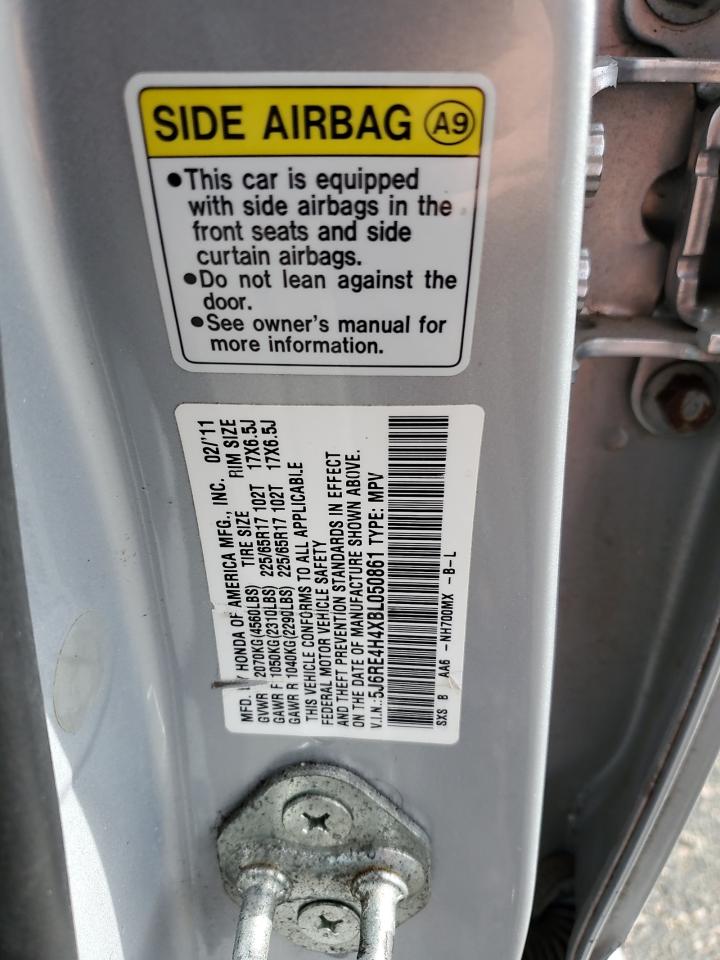 SIDE AIRBAG A9
•This car is equipped
with side airbags in the
front seats and side
curtain airbags.
•Do not lean against the
door.
•See owner's manual for
more information.
MFD. BY HONDA OF AMERICA MFG., INC. 02/'11
GVWR 2070KG(4560LBS) TIRE SIZE RIM SIZE
GAWR F 1050KG(2310LBS) 225/65R17 102T 17X6.5J
GAWR R 1040KG(2290LBS) 225/65R17 102T 17X6.5J
THIS VEHICLE CONFORMS TO ALL APPLICABLE
FEDERAL MOTOR VEHICLE SAFETY
AND THEFT PREVENTION STANDARDS IN EFFECT
ON THE DATE OF MANUFACTURE SHOWN ABOVE.
V.I.N.:5J6RE4H4XBL050861 TYPE: MPV
SXS B AA6 -NH700MX -B-L